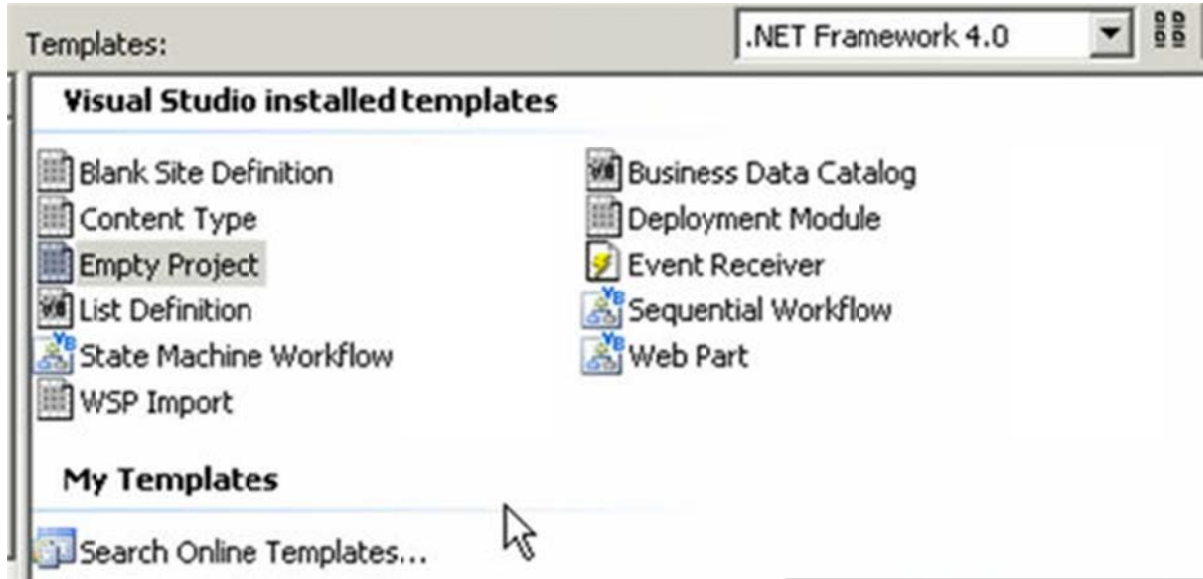 Templates:
.NET Framework 4.0
Visual Studio installed templates
Blank Site Definition
Business Data Catalog
Content Type
Deployment Module
Empty Project
Event Receiver
List Definition
Sequential Workflow
State Machine Workflow
Web Part
WSP Import
My Templates
Search Online Templates...